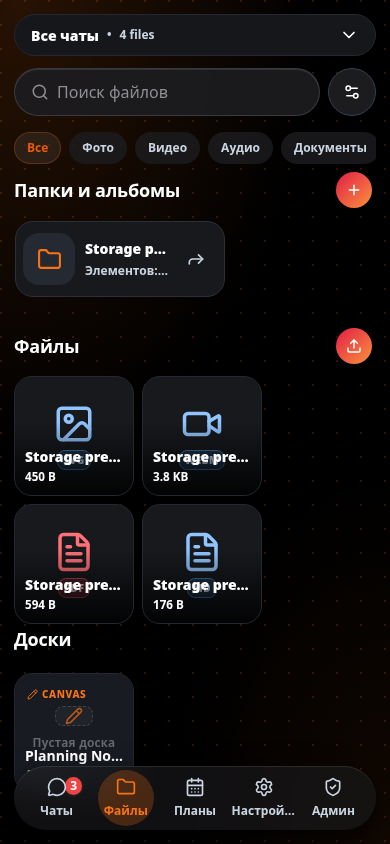 Все чаты • 4 files
Поиск файлов
Все Фото Видео Аудио Документы
Папки и альбомы
Storage p...
Элементов:...
Файлы
Storage pre... Storage pre...
450 B 3.8 KB
Storage pre... Storage pre...
594 B 176 B
Доски
CANVAS
Пустая доска
Planning No...
3
Чаты Файлы Планы Настрой... Админ